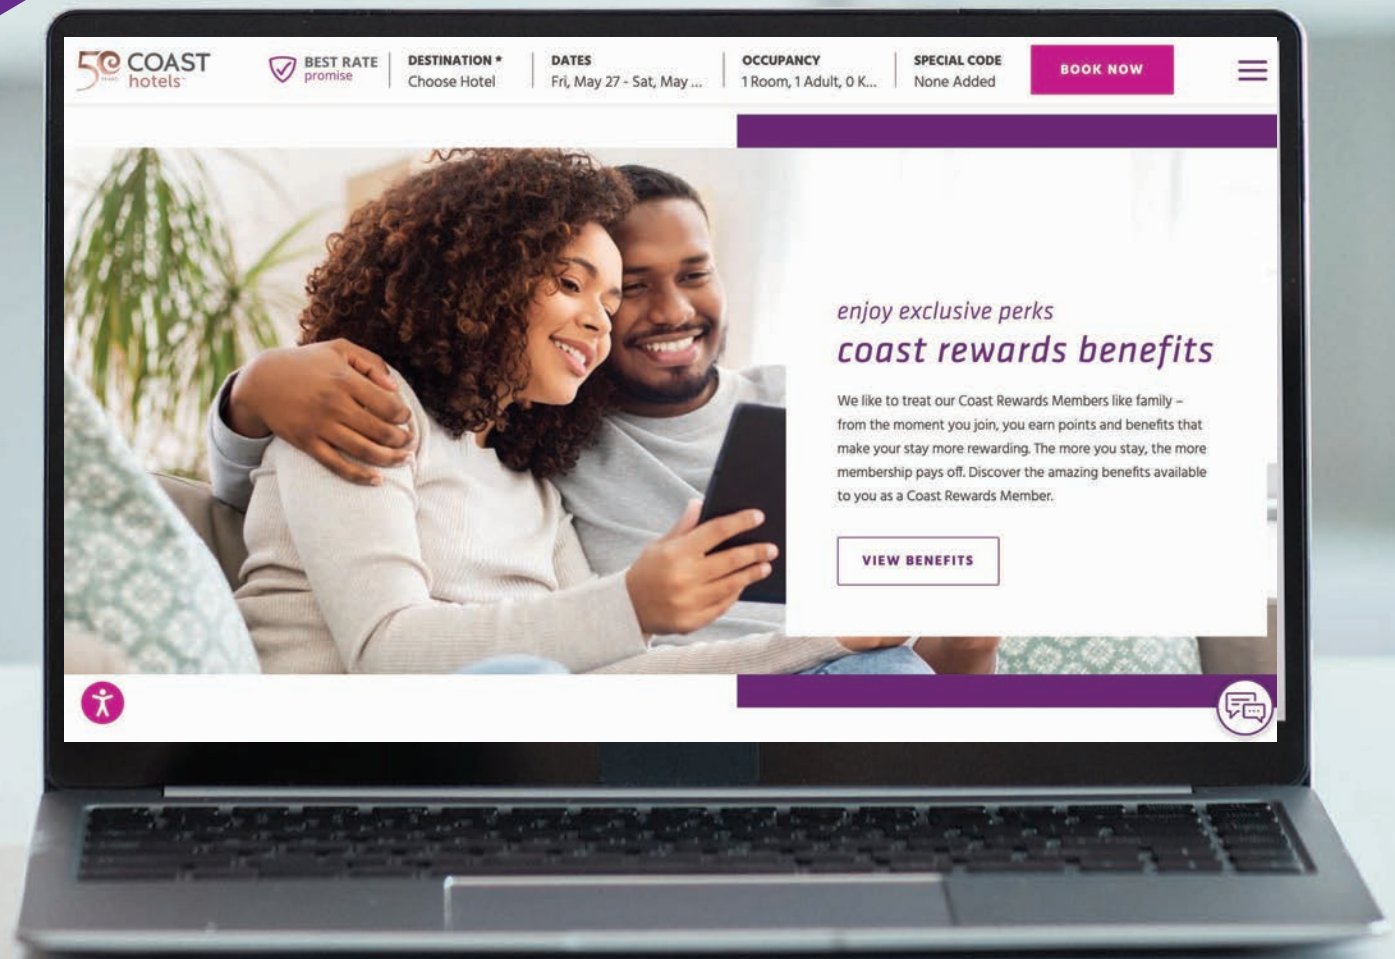 50 COAST
YEARS hotels
BEST RATE
promise
DESTINATION *
Choose Hotel
DATES
Fri, May 27 - Sat, May ...
OCCUPANCY
1 Room, 1 Adult, 0 K...
SPECIAL CODE
None Added
BOOK NOW
enjoy exclusive perks
coast rewards benefits
We like to treat our Coast Rewards Members like family –
from the moment you join, you earn points and benefits that
make your stay more rewarding. The more you stay, the more
membership pays off. Discover the amazing benefits available
to you as a Coast Rewards Member.
VIEW BENEFITS